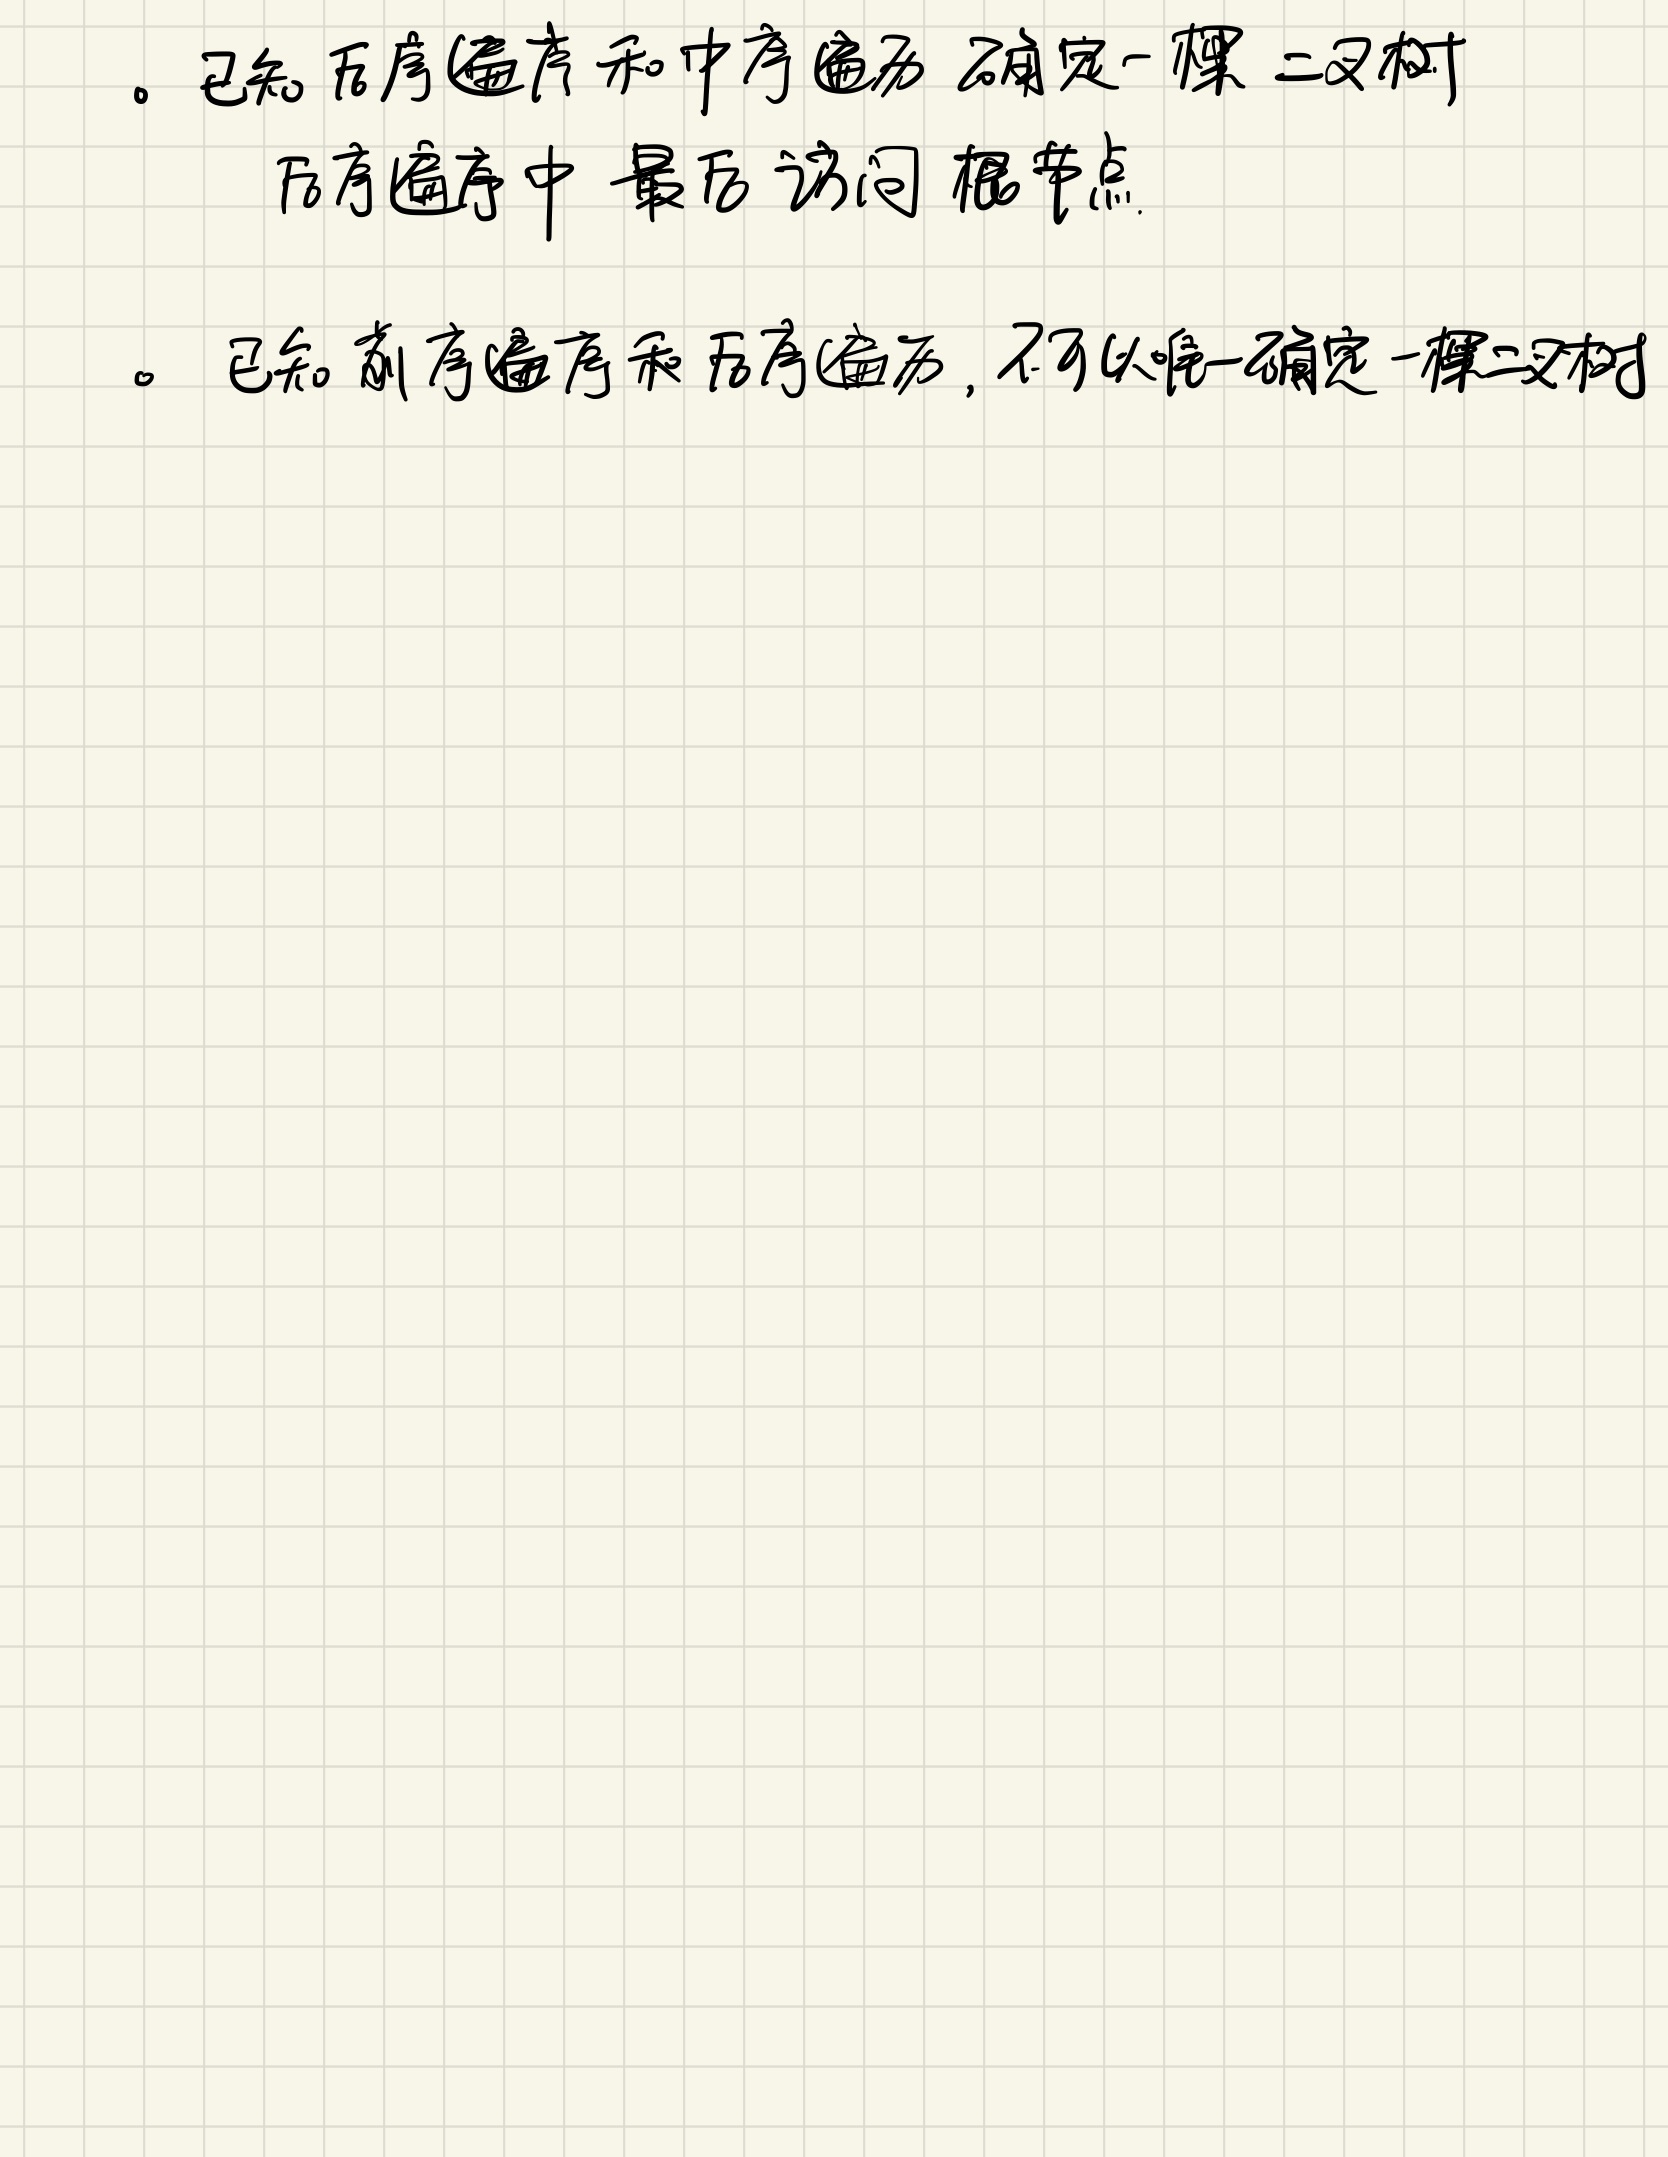 。已知后序遍序和中序遍历 确定一棵 二叉树
后序遍序中 最后访问 根节点.
。已知前序遍序和后序遍历,不可以唯一确定一棵二叉树